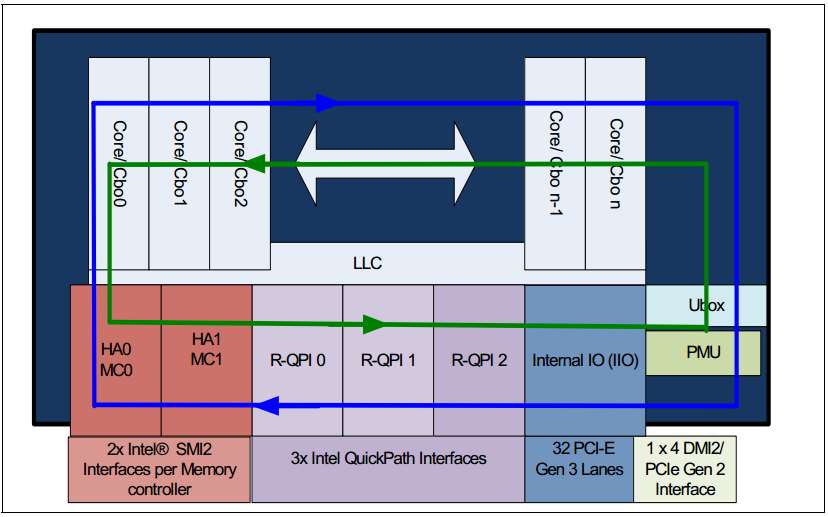 Core/ Cbo0
Core/ Cbo1
Core/ Cbo2
Core/ Cbo n-1
Core/ Cbo n
LLC
HA0
MC0
HA1
MC1
R-QPI 0
R-QPI 1
R-QPI 2
Internal IO (IIO)
Ubox
PMU
2x Intel® SMI2
Interfaces per Memory
controller
3x Intel QuickPath Interfaces
32 PCI-E
Gen 3 Lanes
1 x 4 DMI2/
PCIe Gen 2
Interface